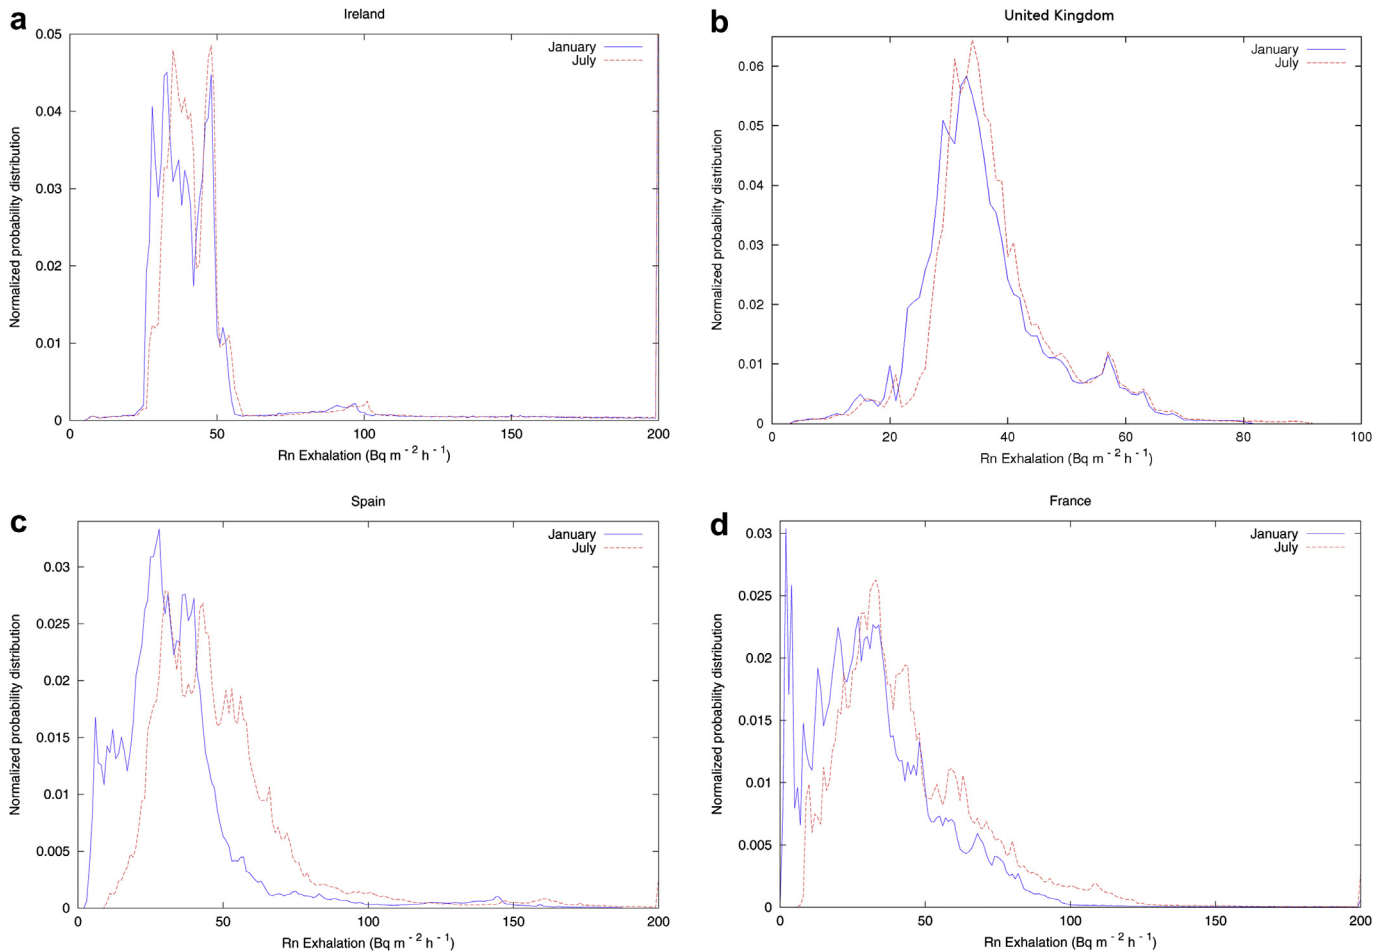 a
Ireland
0.05
0.04
0.03
0.02
0.01
0
0 50 100 150 200
January
July
Normalized probability distribution
Rn Exhalation (Bq m - 2 h - 1)
b
United Kingdom
0.06
0.05
0.04
0.03
0.02
0.01
0
0 20 40 60 80 100
January
July
Normalized probability distribution
Rn Exhalation (Bq m - 2 h - 1)
c
Spain
0.03
0.025
0.02
0.015
0.01
0.005
0
0 50 100 150 200
January
July
Normalized probability distribution
Rn Exhalation (Bq m - 2 h - 1)
d
France
0.03
0.025
0.02
0.015
0.01
0.005
0
0 50 100 150 200
January
July
Normalized probability distribution
Rn Exhalation (Bq m - 2 h - 1)